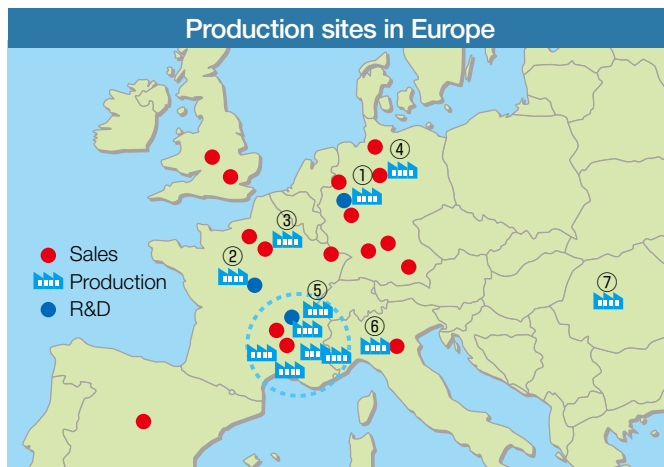 Production sites in Europe
④
①
③
Sales
②
Production
⑦
R&D
⑤
⑥